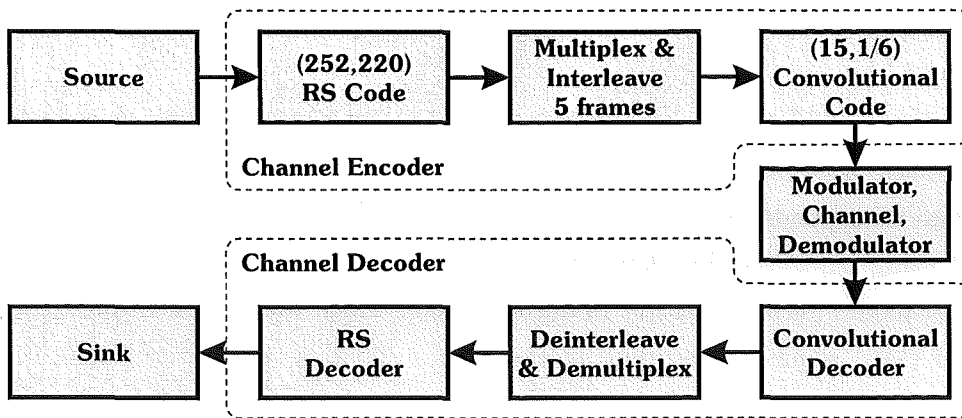 Source
(252,220)
RS Code
Multiplex &
Interleave
5 frames
(15,1/6)
Convolutional
Code
Channel Encoder
Modulator,
Channel,
Demodulator
Channel Decoder
Sink
RS
Decoder
Deinterleave
& Demultiplex
Convolutional
Decoder